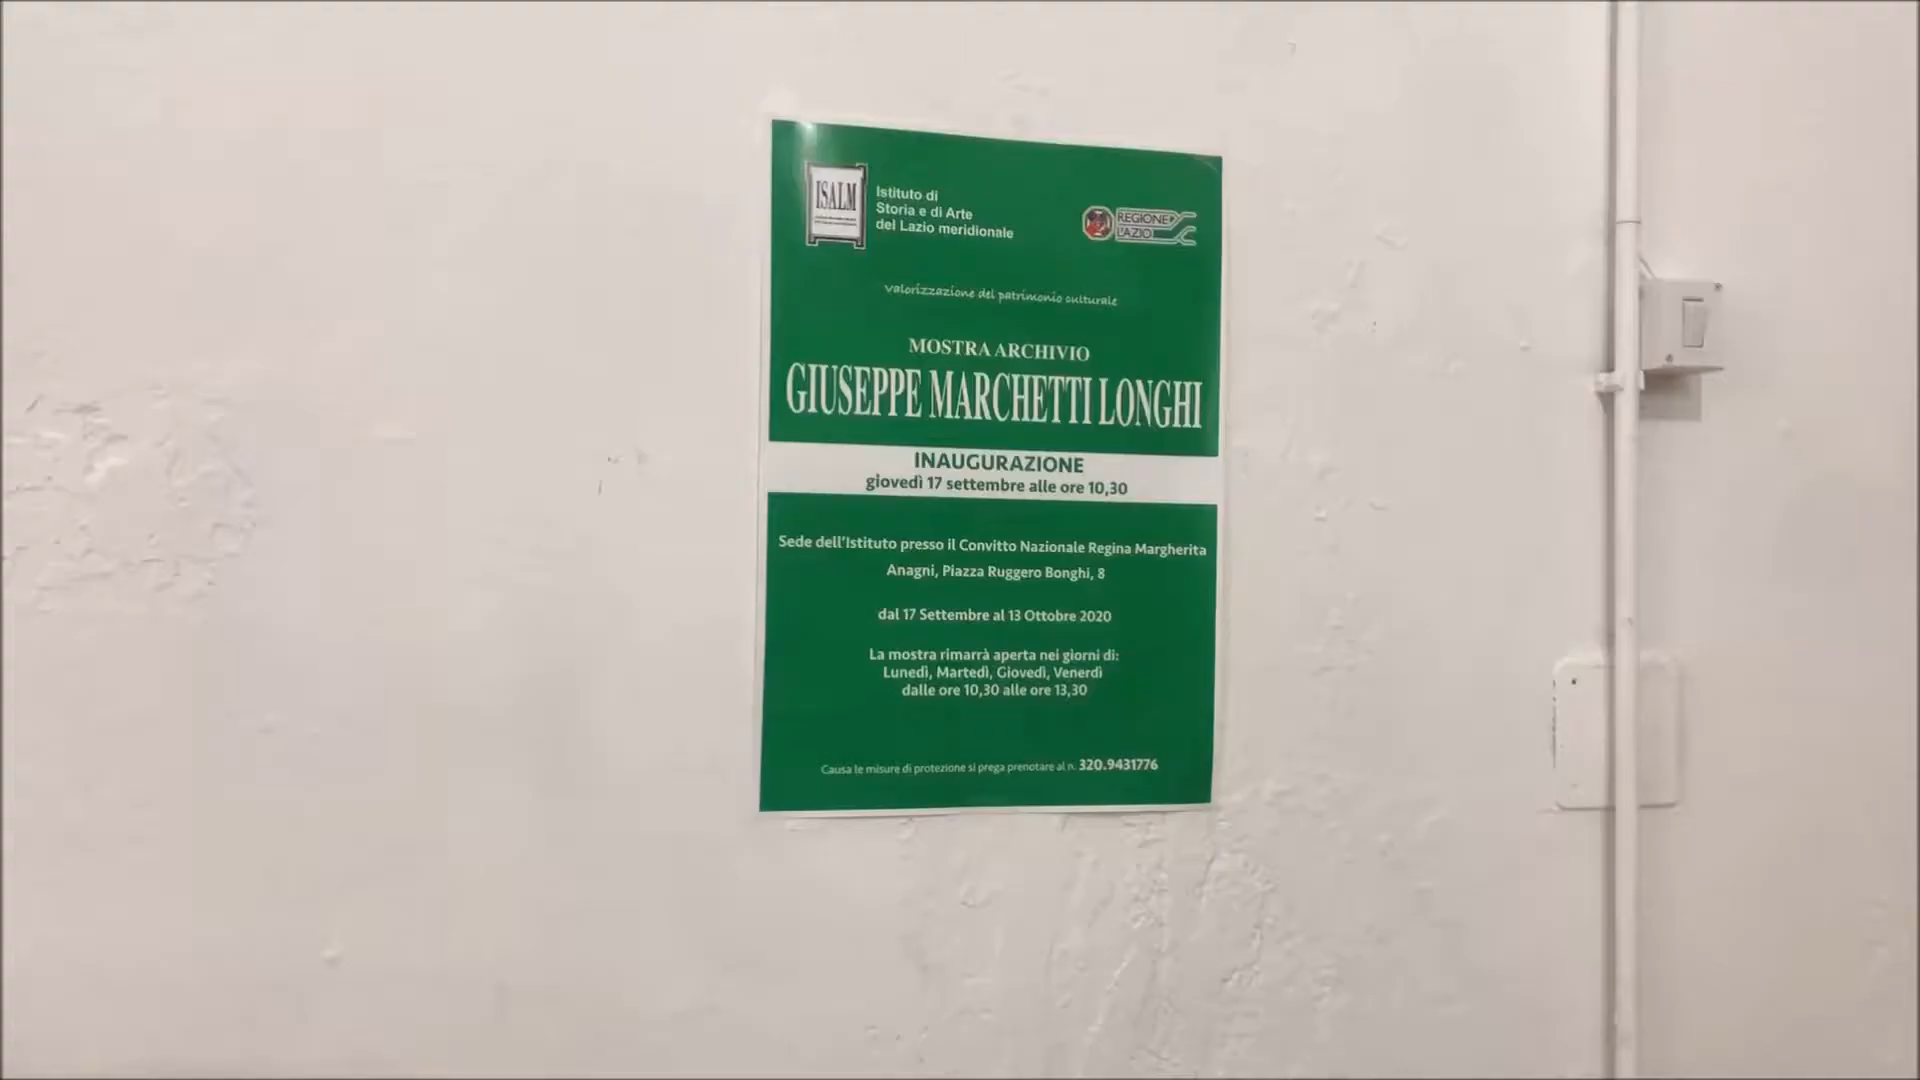 ISALM
Istituto di
Storia e di Arte
del Lazio meridionale
REGIONE
LAZIO
valorizzazione del patrimonio culturale
MOSTRA ARCHIVIO
GIUSEPPE MARCHETTI LONGHI
INAUGURAZIONE
giovedì 17 settembre alle ore 10,30
Sede dell'Istituto presso il Convitto Nazionale Regina Margherita
Anagni, Piazza Ruggero Bonghi, 8
dal 17 Settembre al 13 Ottobre 2020
La mostra rimarrà aperta nei giorni di:
Lunedì, Martedì, Giovedì, Venerdì
dalle ore 10,30 alle ore 13,30
Causa le misure di protezione si prega prenotare al n. 320.9431776